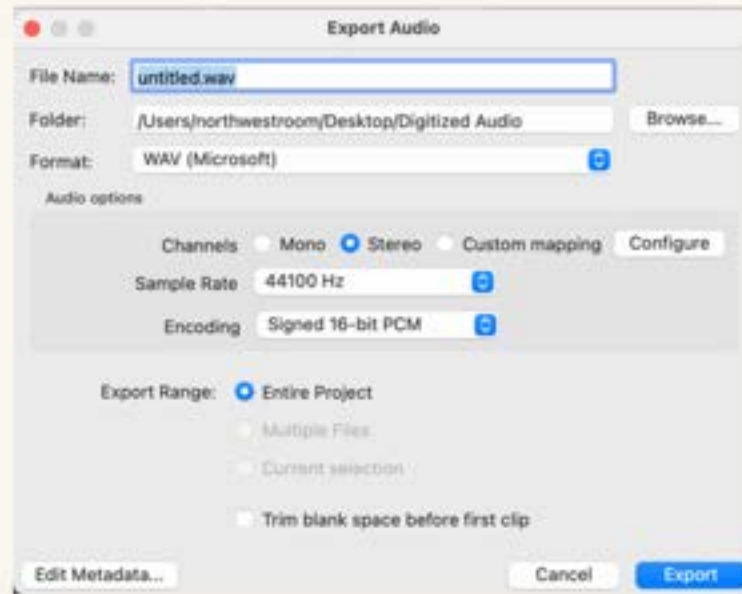 Export Audio
File Name: untitled.wav
Folder: /Users/northwestroom/Desktop/Digitized Audio Browse...
Format: WAV (Microsoft)
Audio options
Channels Mono Stereo Custom mapping Configure
Sample Rate 44100 Hz
Encoding Signed 16-bit PCM
Export Range: Entire Project
Multiple Files
Current selection
Trim blank space before first clip
Edit Metadata... Cancel Export